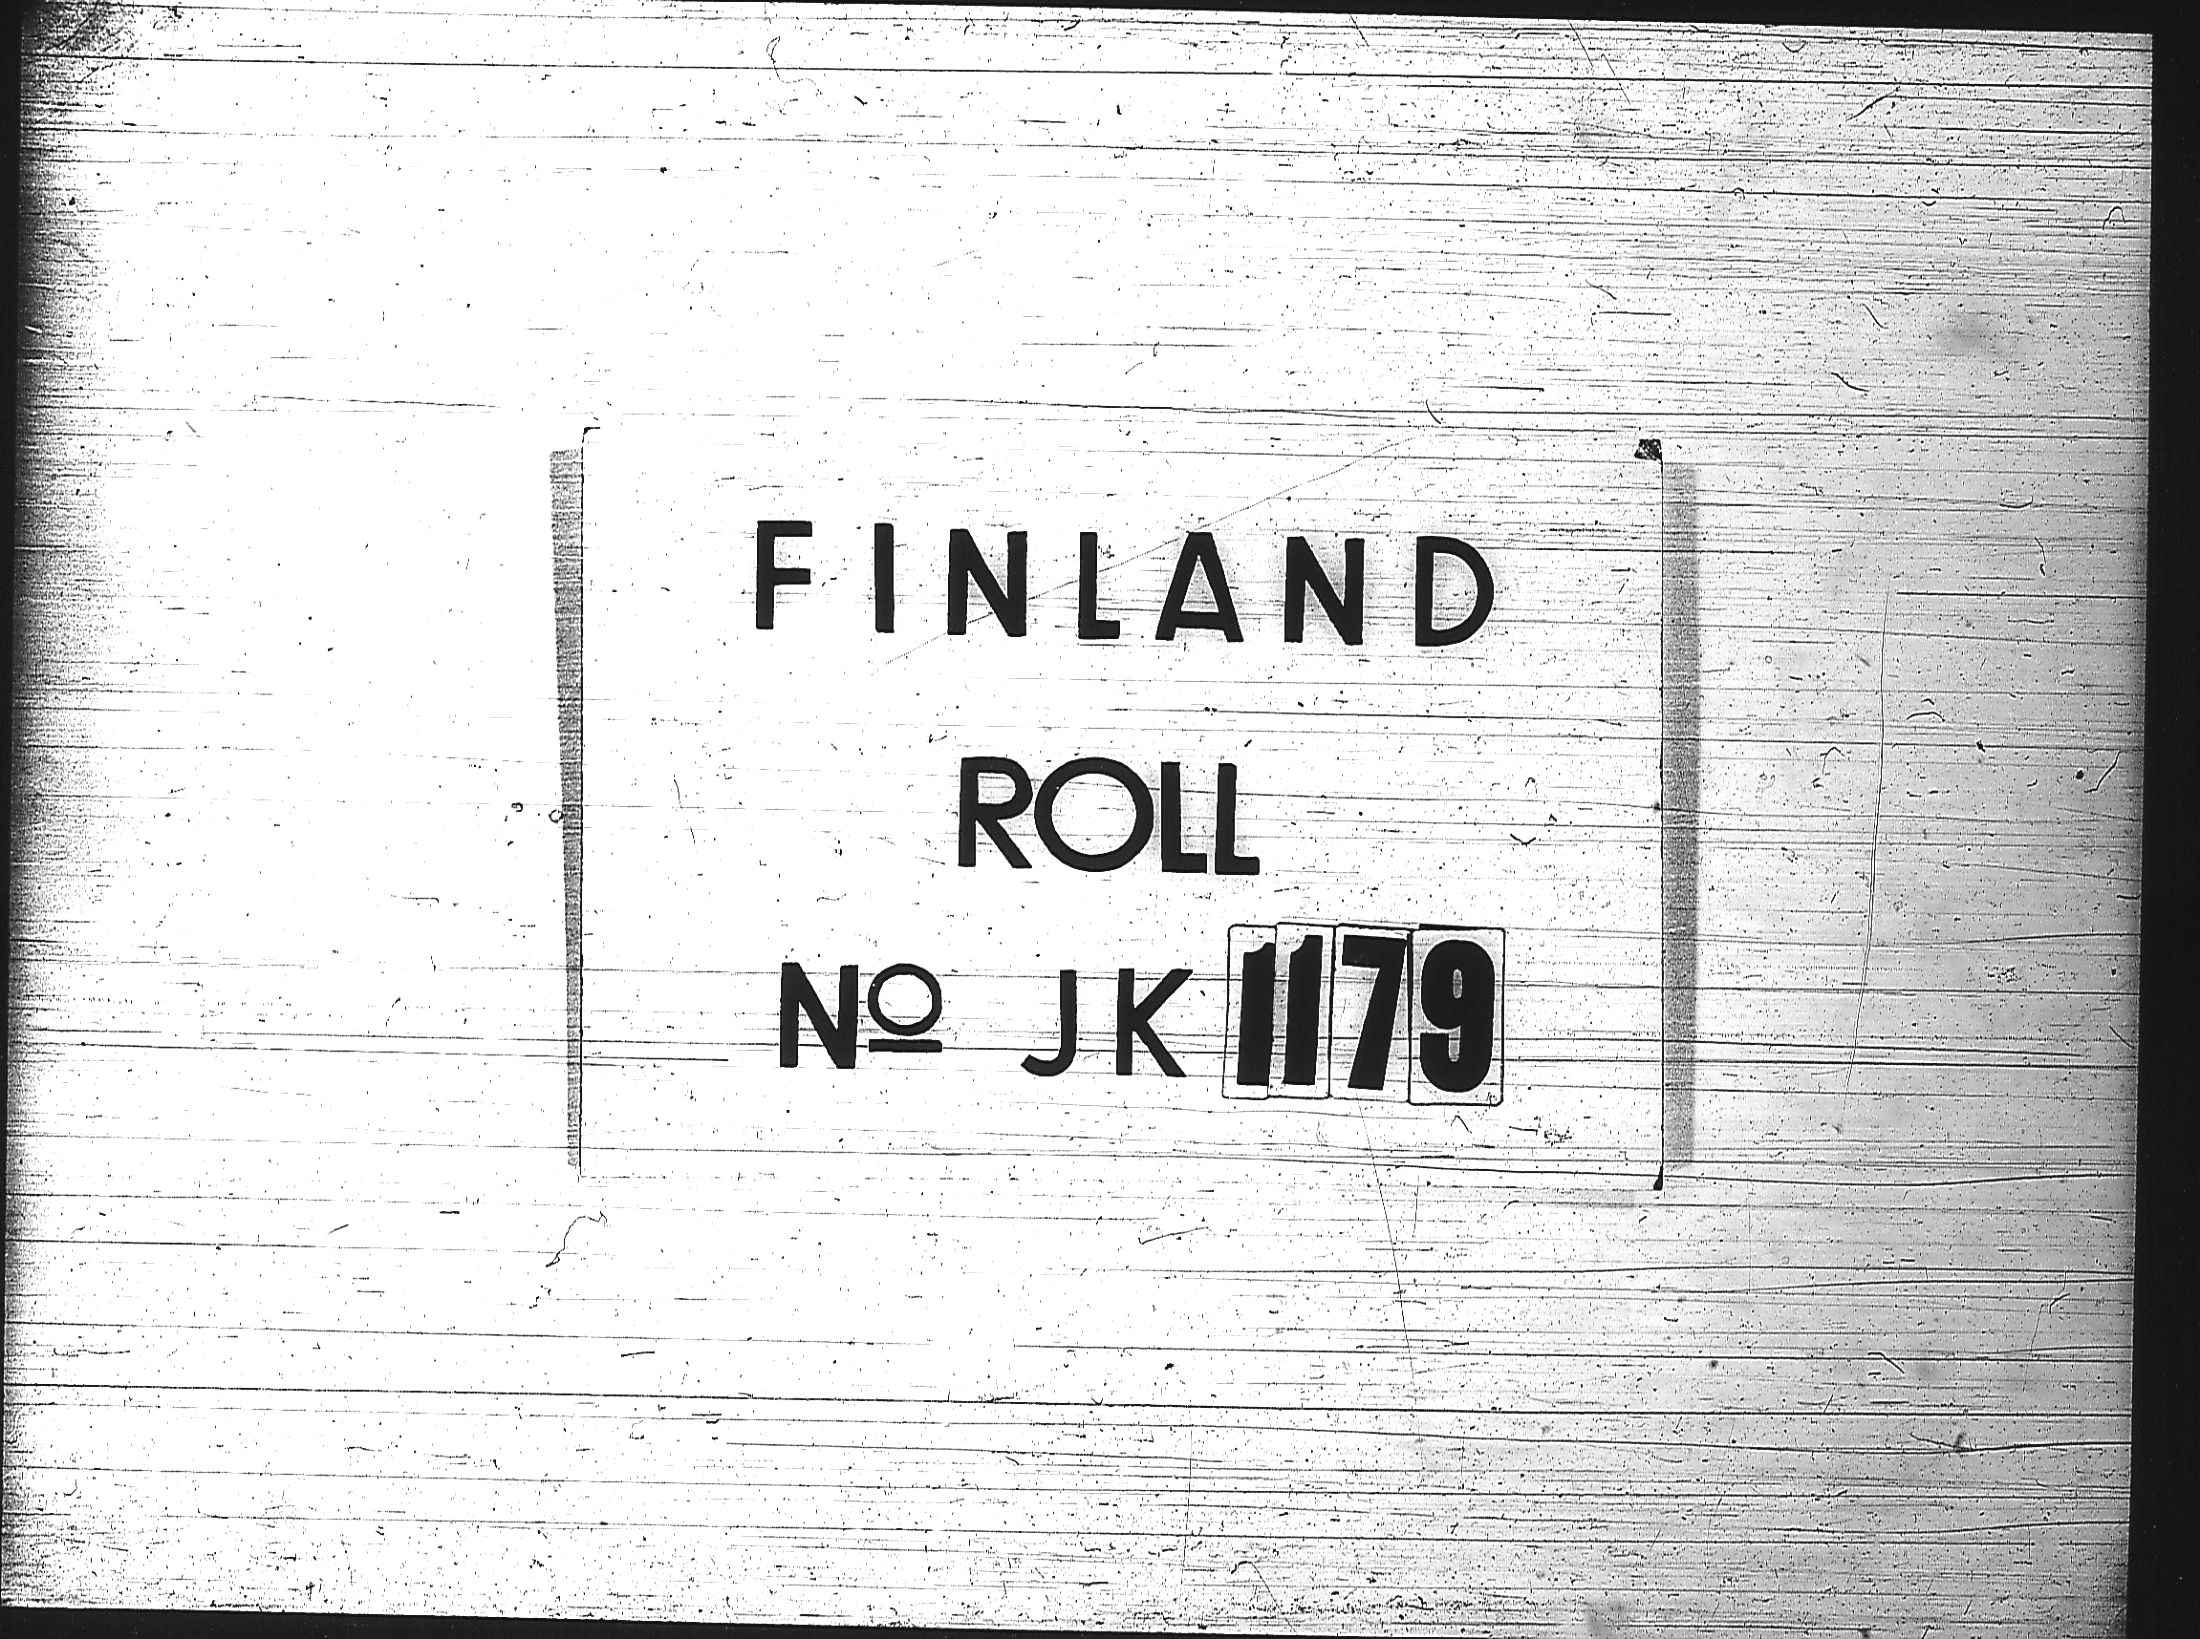 FINLAND
ROLL
Nº JK 1179